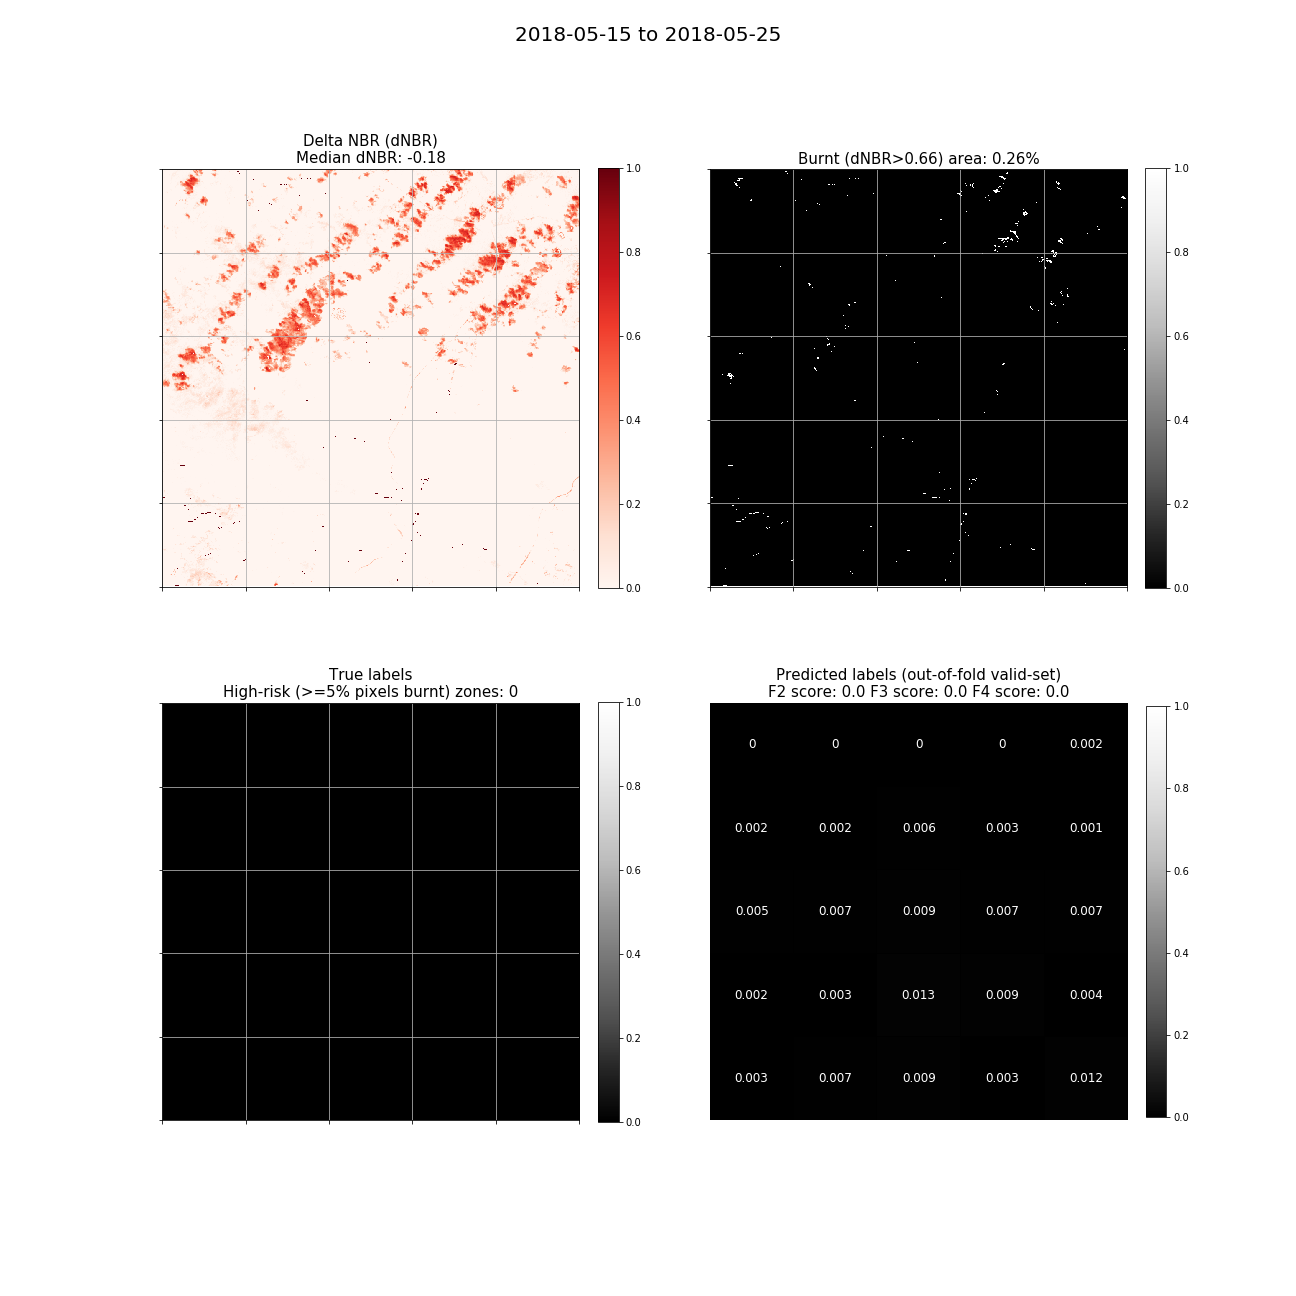 2018-05-15 to 2018-05-25
Delta NBR (dNBR)
Median dNBR: -0.18
1.0
0.8
0.6
0.4
0.2
0.0
Burnt (dNBR>0.66) area: 0.26%
1.0
0.8
0.6
0.4
0.2
0.0
True labels
High-risk (>=5% pixels burnt) zones: 0
1.0
0.8
0.6
0.4
0.2
0.0
Predicted labels (out-of-fold valid-set)
F2 score: 0.0 F3 score: 0.0 F4 score: 0.0
0 0 0 0 0.002
0.002 0.002 0.006 0.003 0.001
0.005 0.007 0.009 0.007 0.007
0.002 0.003 0.013 0.009 0.004
0.003 0.007 0.009 0.003 0.012
1.0
0.8
0.6
0.4
0.2
0.0